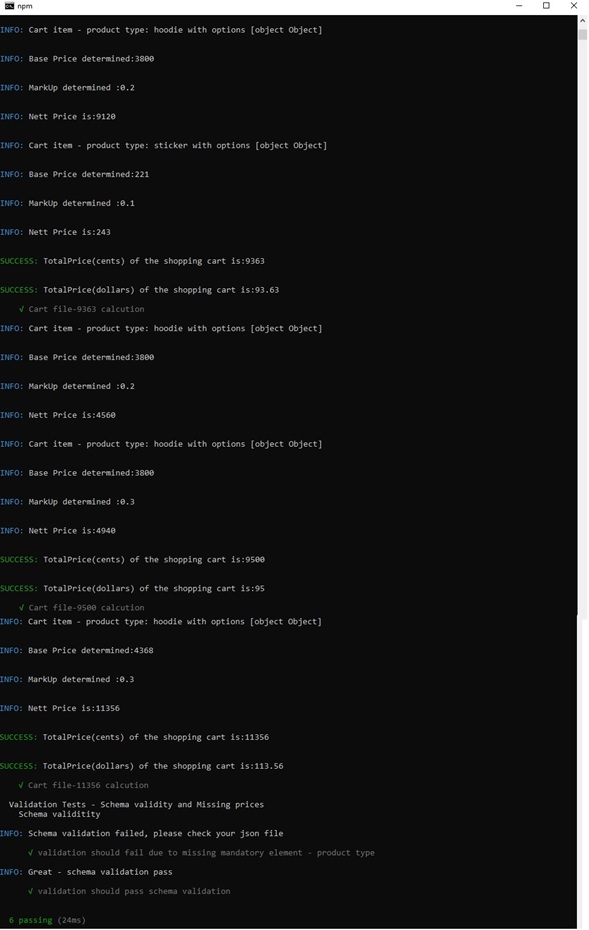 npm
INFO: Cart item - product type: hoodie with options [object Object]
INFO: Base Price determined:3800
INFO: MarkUp determined :0.2
INFO: Nett Price is:9120
INFO: Cart item - product type: sticker with options [object Object]
INFO: Base Price determined:221
INFO: MarkUp determined :0.1
INFO: Nett Price is:243
SUCCESS: TotalPrice(cents) of the shopping cart is:9363
SUCCESS: TotalPrice(dollars) of the shopping cart is:93.63
√ Cart file-9363 calcution
INFO: Cart item - product type: hoodie with options [object Object]
INFO: Base Price determined:3800
INFO: MarkUp determined :0.2
INFO: Nett Price is:4560
INFO: Cart item - product type: hoodie with options [object Object]
INFO: Base Price determined:3800
INFO: MarkUp determined :0.3
INFO: Nett Price is:4940
SUCCESS: TotalPrice(cents) of the shopping cart is:9500
SUCCESS: TotalPrice(dollars) of the shopping cart is:95
√ Cart file-9500 calcution
INFO: Cart item - product type: hoodie with options [object Object]
INFO: Base Price determined:4368
INFO: MarkUp determined :0.3
INFO: Nett Price is:11356
SUCCESS: TotalPrice(cents) of the shopping cart is:11356
SUCCESS: TotalPrice(dollars) of the shopping cart is:113.56
√ Cart file-11356 calcution
Validation Tests - Schema validity and Missing prices
Schema validitity
INFO: Schema validation failed, please check your json file
√ validation should fail due to missing mandatory element - product type
INFO: Great - schema validation pass
√ validation should pass schema validation
6 passing (24ms)